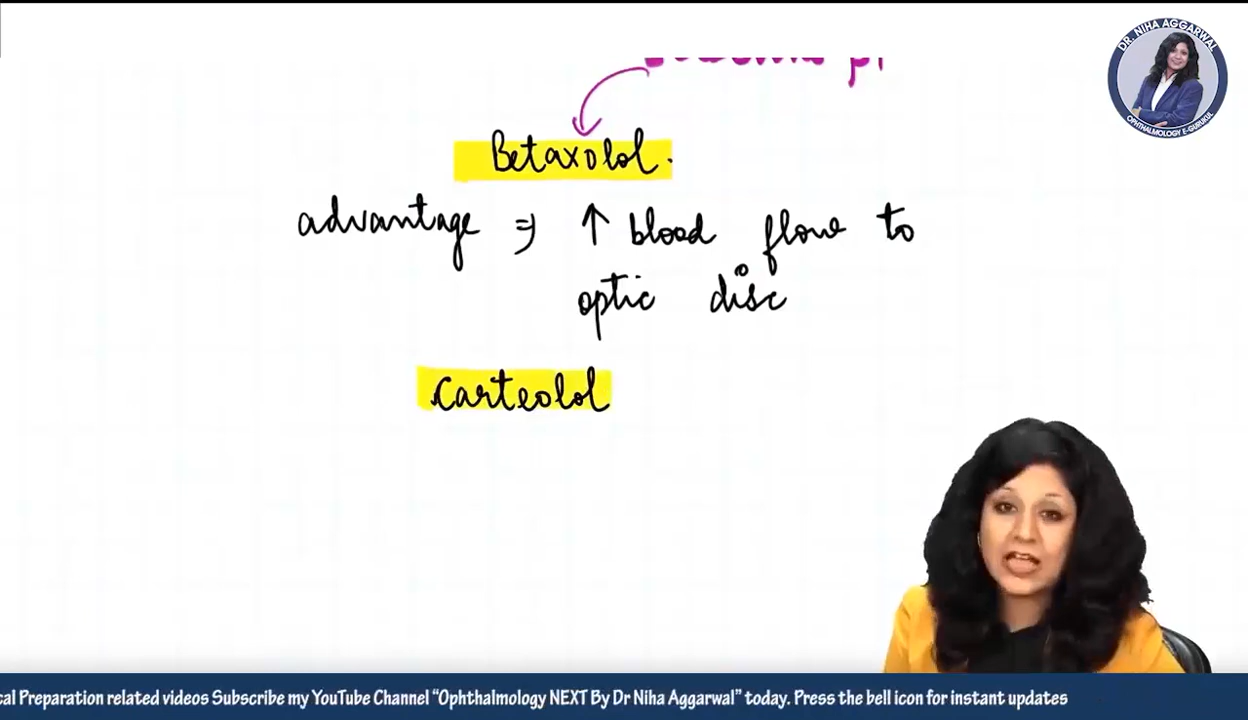 DR. NIHA AGGARWAL
OPHTHALMOLOGY E-GURUKUL
Betaxolol.
advantage ⇒ ↑ blood flow to
optic disc
Carteolol
cal Preparation related videos Subscribe my YouTube Channel "Ophthalmology NEXT By Dr Niha Aggarwal" today. Press the bell icon for instant updates